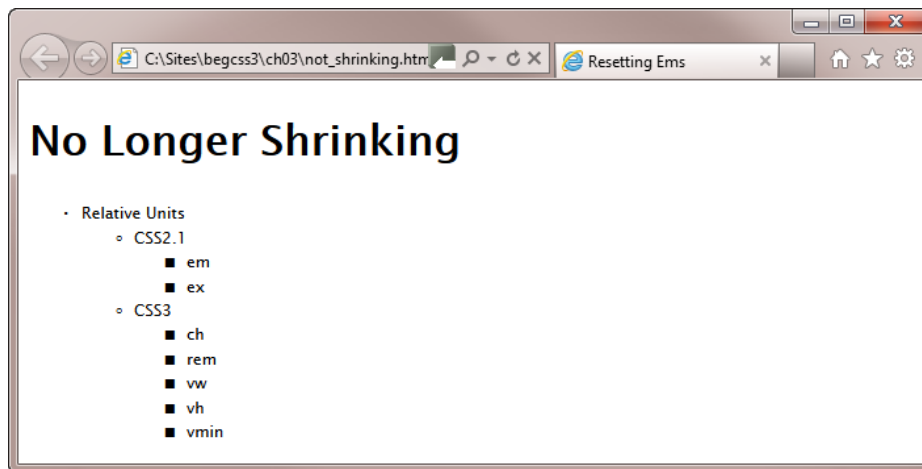 C:\Sites\begcss3\ch03\not_shrinking.htm
Resetting Ems
No Longer Shrinking
Relative Units
CSS2.1
em
ex
CSS3
ch
rem
vw
vh
vmin